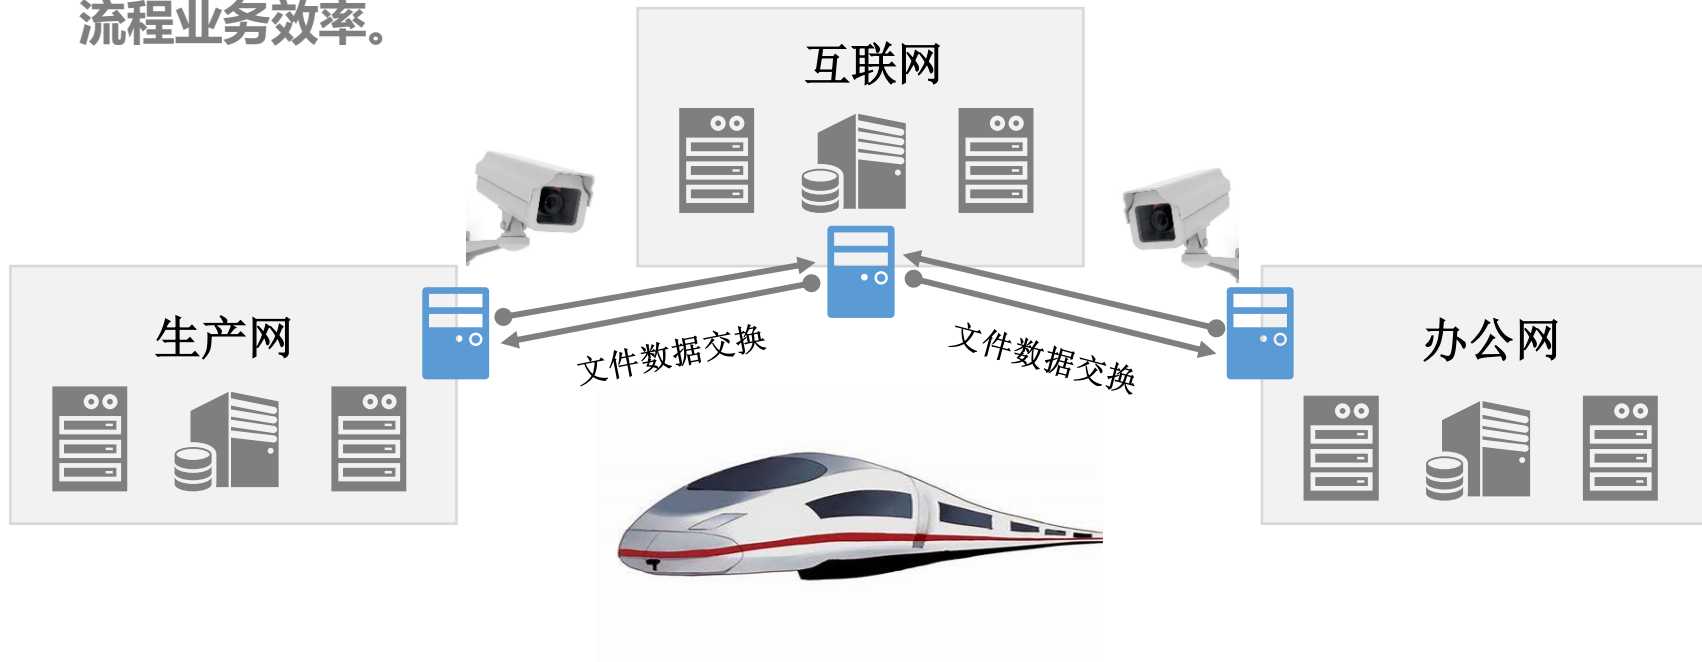 流程业务效率。
互联网
生产网
文件数据交换
文件数据交换
办公网